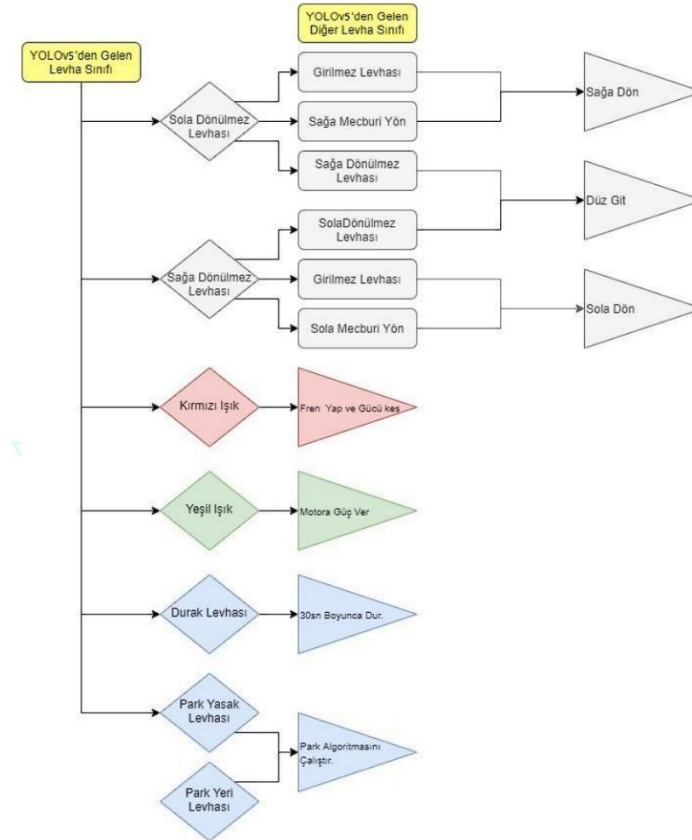 YOLOv5'den Gelen
Levha Sınıfı
YOLOv5'den Gelen
Diğer Levha Sınıfı
Sola Dönülmez
Levhası
Girilmez Levhası
Sağa Mecburi Yön
Sağa Dönülmez
Levhası
Sağa Dön
Düz Git
Sağa Dönülmez
Levhası
SolaDönülmez
Levhası
Girilmez Levhası
Sola Mecburi Yön
Sola Dön
Kırmızı Işık
Fren Yap ve Gücü kes
7
Yeşil Işık
Motora Güç Ver
Durak Levhası
30sn Boyunca Dur.
Park Yasak
Levhası
Park Yeri
Levhası
Park Algoritmasını
Çalıştır.